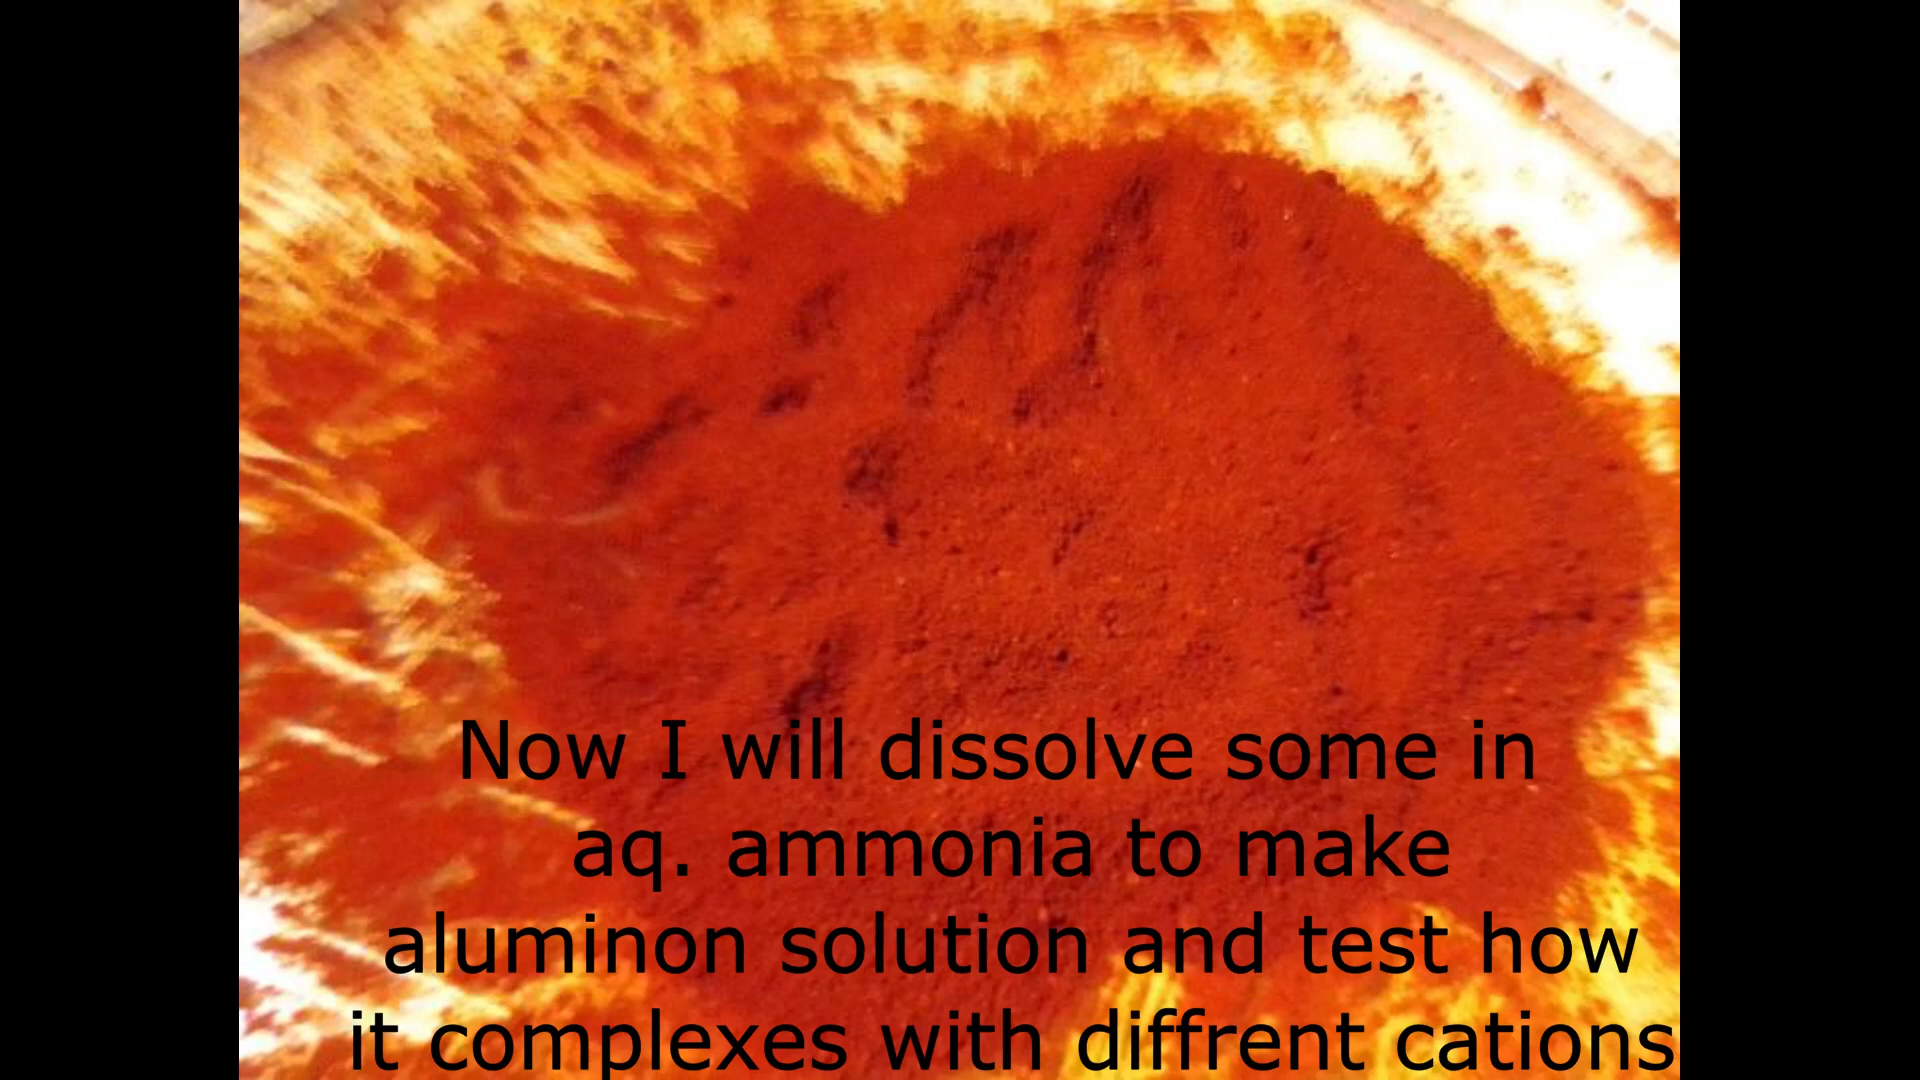 Now I will dissolve some in
aq. ammonia to make
aluminon solution and test how
it complexes with diffrent cations